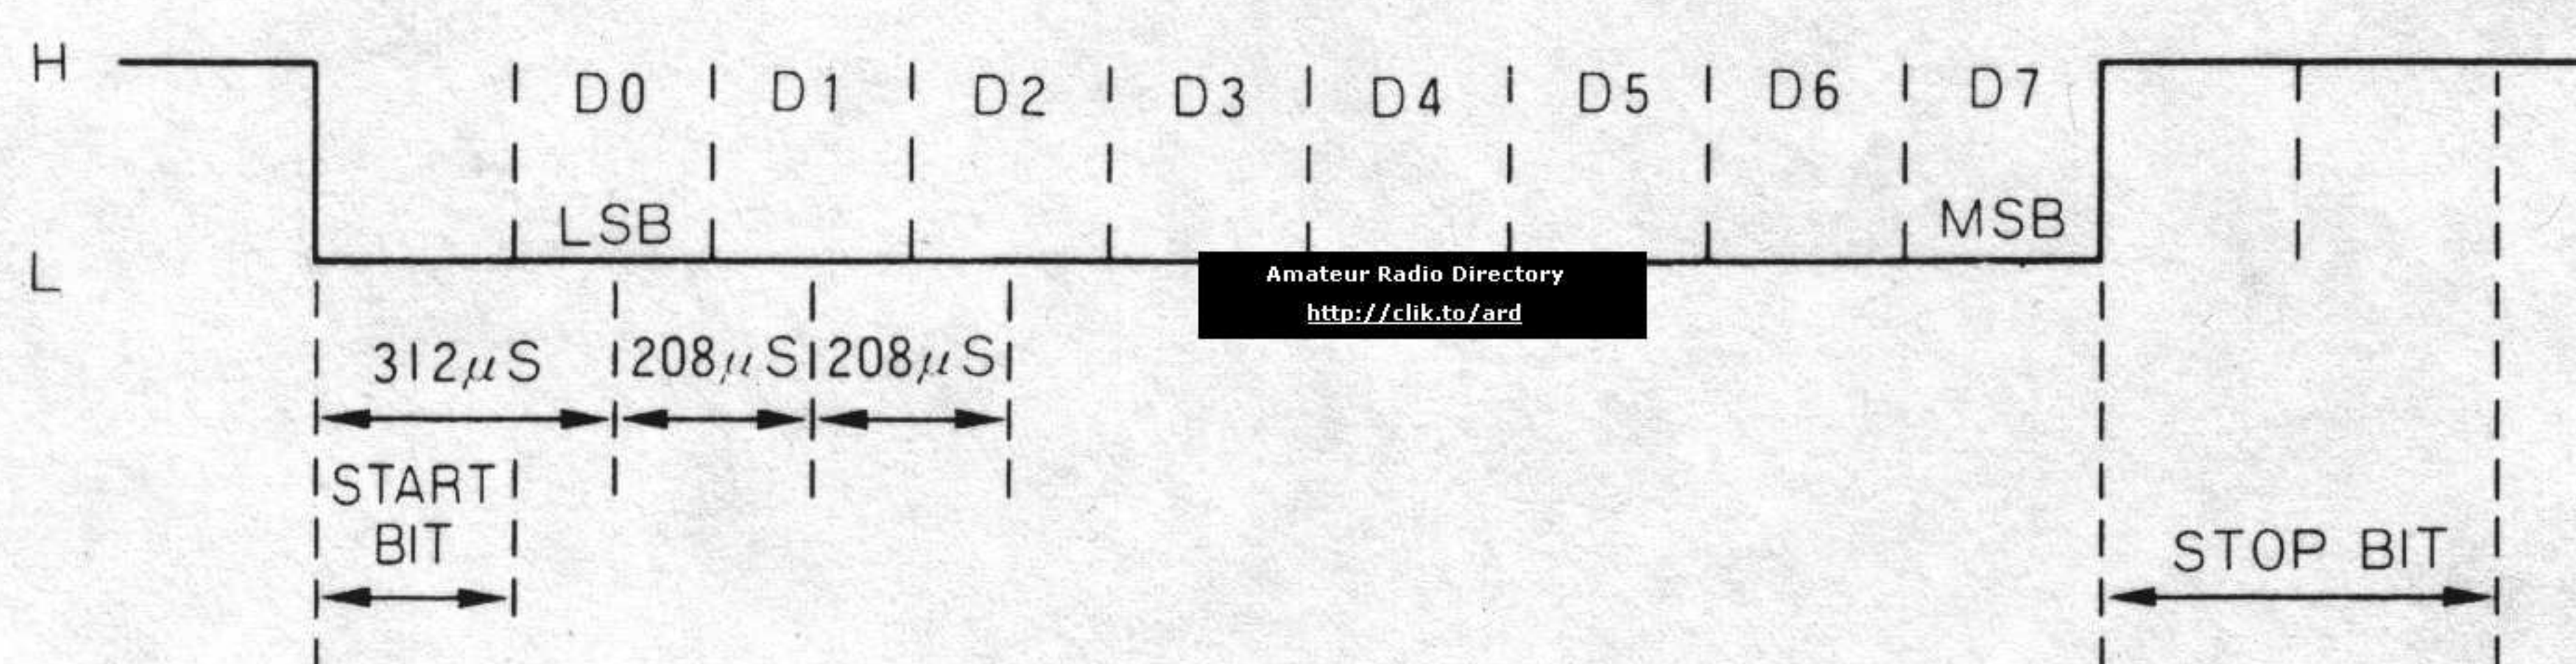 H
D0 D1 D2 D3 D4 D5 D6 D7
LSB MSB
L
Amateur Radio Directory
http://clik.to/ard
312μS 208μS 208μS
START
BIT
STOP BIT